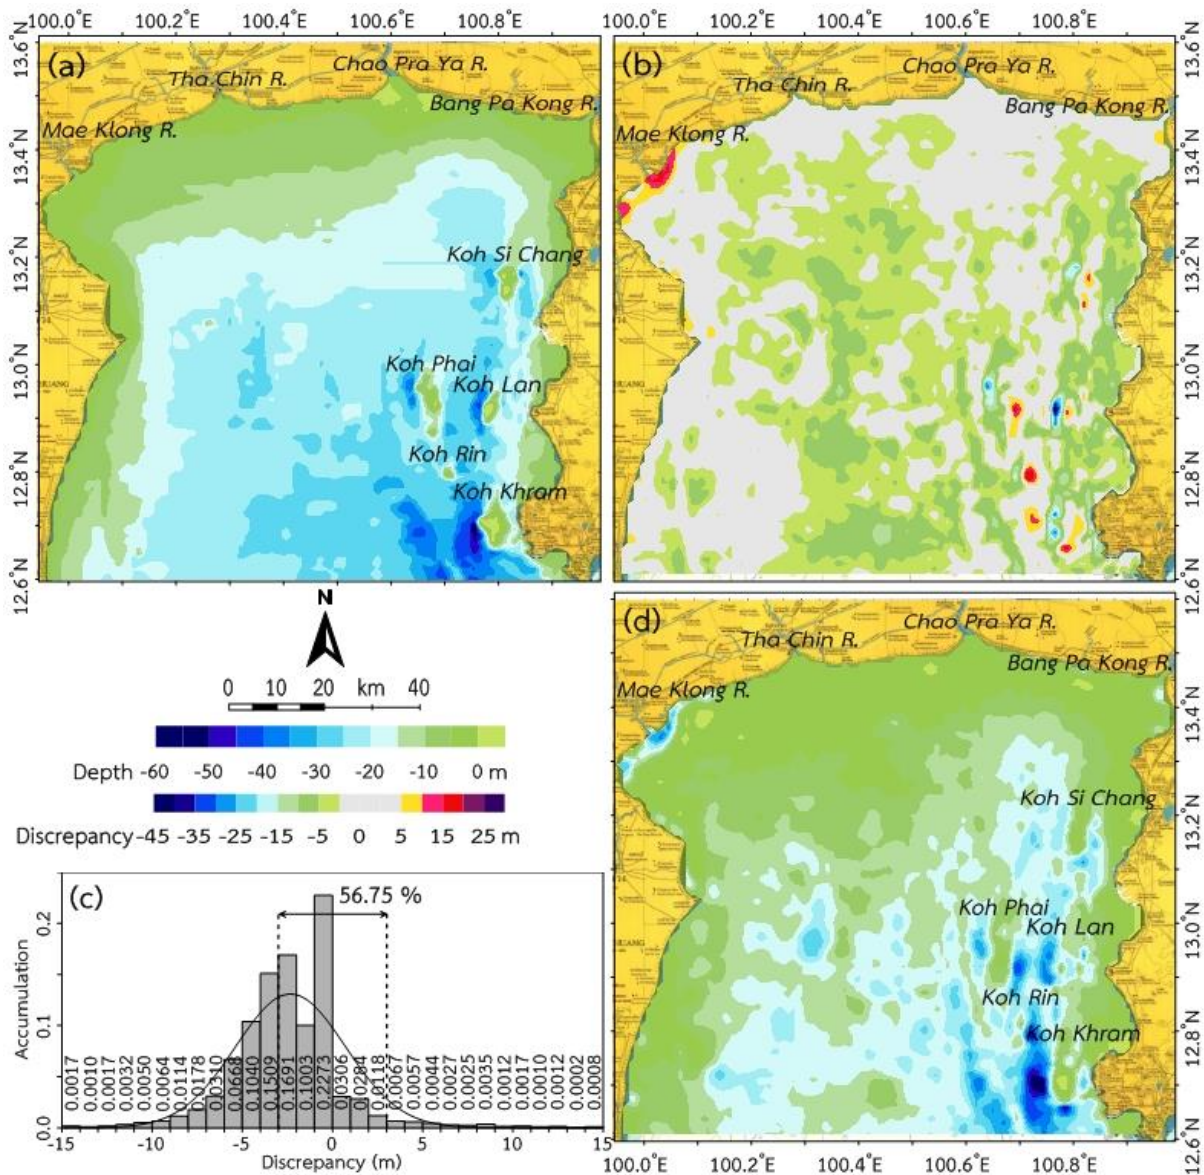 100.0°E 100.2°E 100.4°E 100.6°E 100.8°E
100.0°E 100.2°E 100.4°E 100.6°E 100.8°E
13.6°N
13.4°N
13.2°N
13.0°N
12.8°N
12.6°N
(a)
Chao Pra Ya R.
Tha Chin R.
Bang Pa Kong R.
Mae Klong R.
Koh Si Chang
Koh Phai
Koh Lan
Koh Rin
Koh Khram
HUANG
(b)
Chao Pra Ya R.
Tha Chin R.
Bang Pa Kong R.
Mae Klong R.
HUANG
13.6°N
13.4°N
13.2°N
13.0°N
12.8°N
12.6°N
N
0 10 20 km 40
Depth -60 -50 -40 -30 -20 -10 0 m
Discrepancy -45 -35 -25 -15 -5 0 5 15 25 m
(c)
56.75 %
Accumulation
0.2
0.1
0.0
0.0017 0.0010 0.0017 0.0032 0.0050 0.0064 0.0114 0.0178 0.0310 0.0668 0.1040 0.1509 0.1691 0.1003 0.2273 0.0306 0.0284 0.0118 0.0067 0.0057 0.0044 0.0027 0.0025 0.0035 0.0012 0.0017 0.0010 0.0012 0.0002 0.0008
-15 -10 -5 0 5 10 15
Discrepancy (m)
(d)
Chao Pra Ya R.
Tha Chin R.
Bang Pa Kong R.
Mae Klong R.
Koh Si Chang
Koh Phai
Koh Lan
Koh Rin
Koh Khram
HUANG
12.6°N
13.4°N
13.2°N
13.0°N
12.8°N
12.6°N
100.0°E 100.2°E 100.4°E 100.6°E 100.8°E